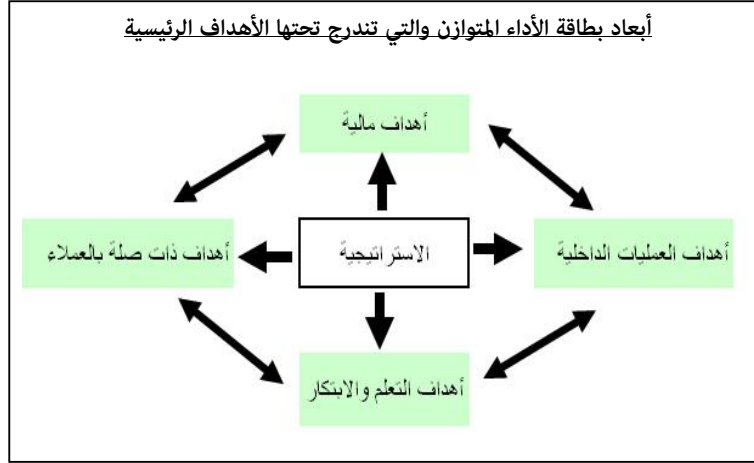 أبعاد بطاقة الأداء المتوازن والتي تندرج تحتها الأهداف الرئيسية
أهداف مالية
أهداف العمليات الداخلية
الاستراتيجية
أهداف ذات صلة بالعملاء
أهداف التعلم والابتكار